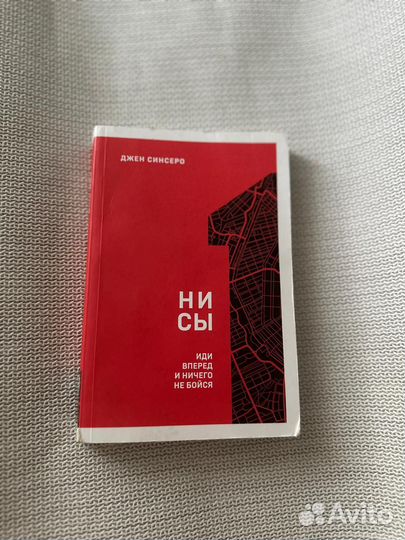 ДЖЕН СИНСЕРО
НИ
СЫ
ИДИ
ВПЕРЕД
И НИЧЕГО
НЕ БОЙСЯ
Avito